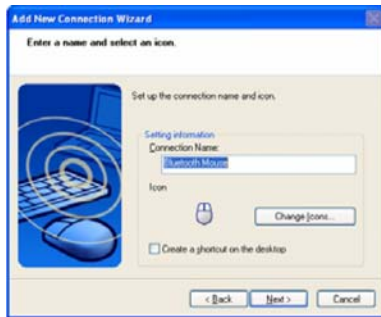 Add New Connection Wizard
Enter a name and select an icon.
Set up the connection name and icon.
Setting information
Connection Name:
Bluetooth Mouse
Icon
Change Icons...
Create a shortcut on the desktop
< Back
Next >
Cancel